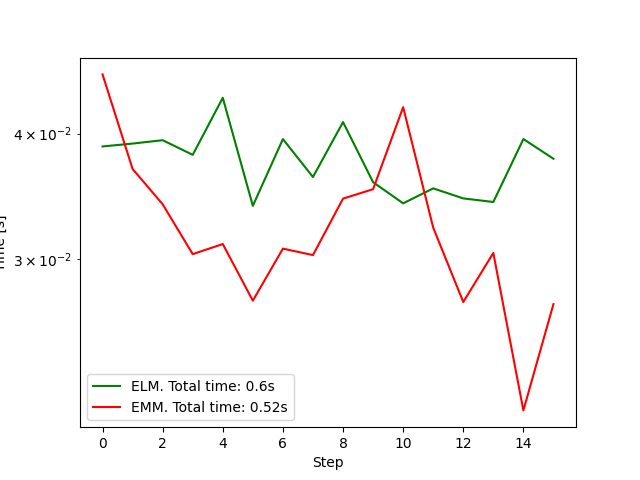 4 × 10⁻²
3 × 10⁻²
Time [s]
ELM. Total time: 0.6s
EMM. Total time: 0.52s
0 2 4 6 8 10 12 14
Step